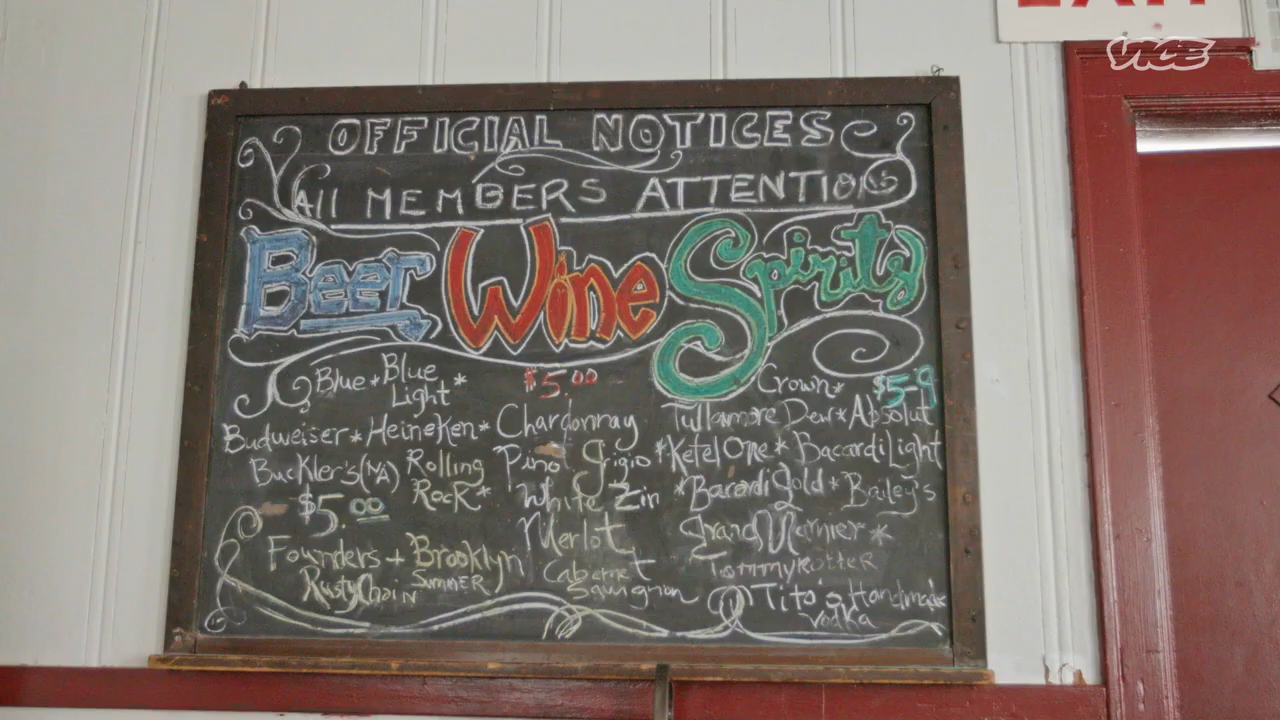 EXIT
VICE
OFFICIAL NOTICES
All MEMBERS ATTENTION
Beer Wine Spirits
Blue * Blue Light *
Budweiser * Heineken *
Buckler's (NA) Rolling Rock *
$5.00
Founders + Brooklyn
Rusty Chain SUMMER
$5.00
Chardonnay
Pinot Grigio
White Zin
Merlot
Cabernet Sauvignon
Crown * $5-9
Tullamore Dew * Absolut
*Ketel One * Bacardi Light
*Bacardi Gold * Bailey's
Grand Marnier *
TOMMYROTTER
Tito's Handmade
Vodka